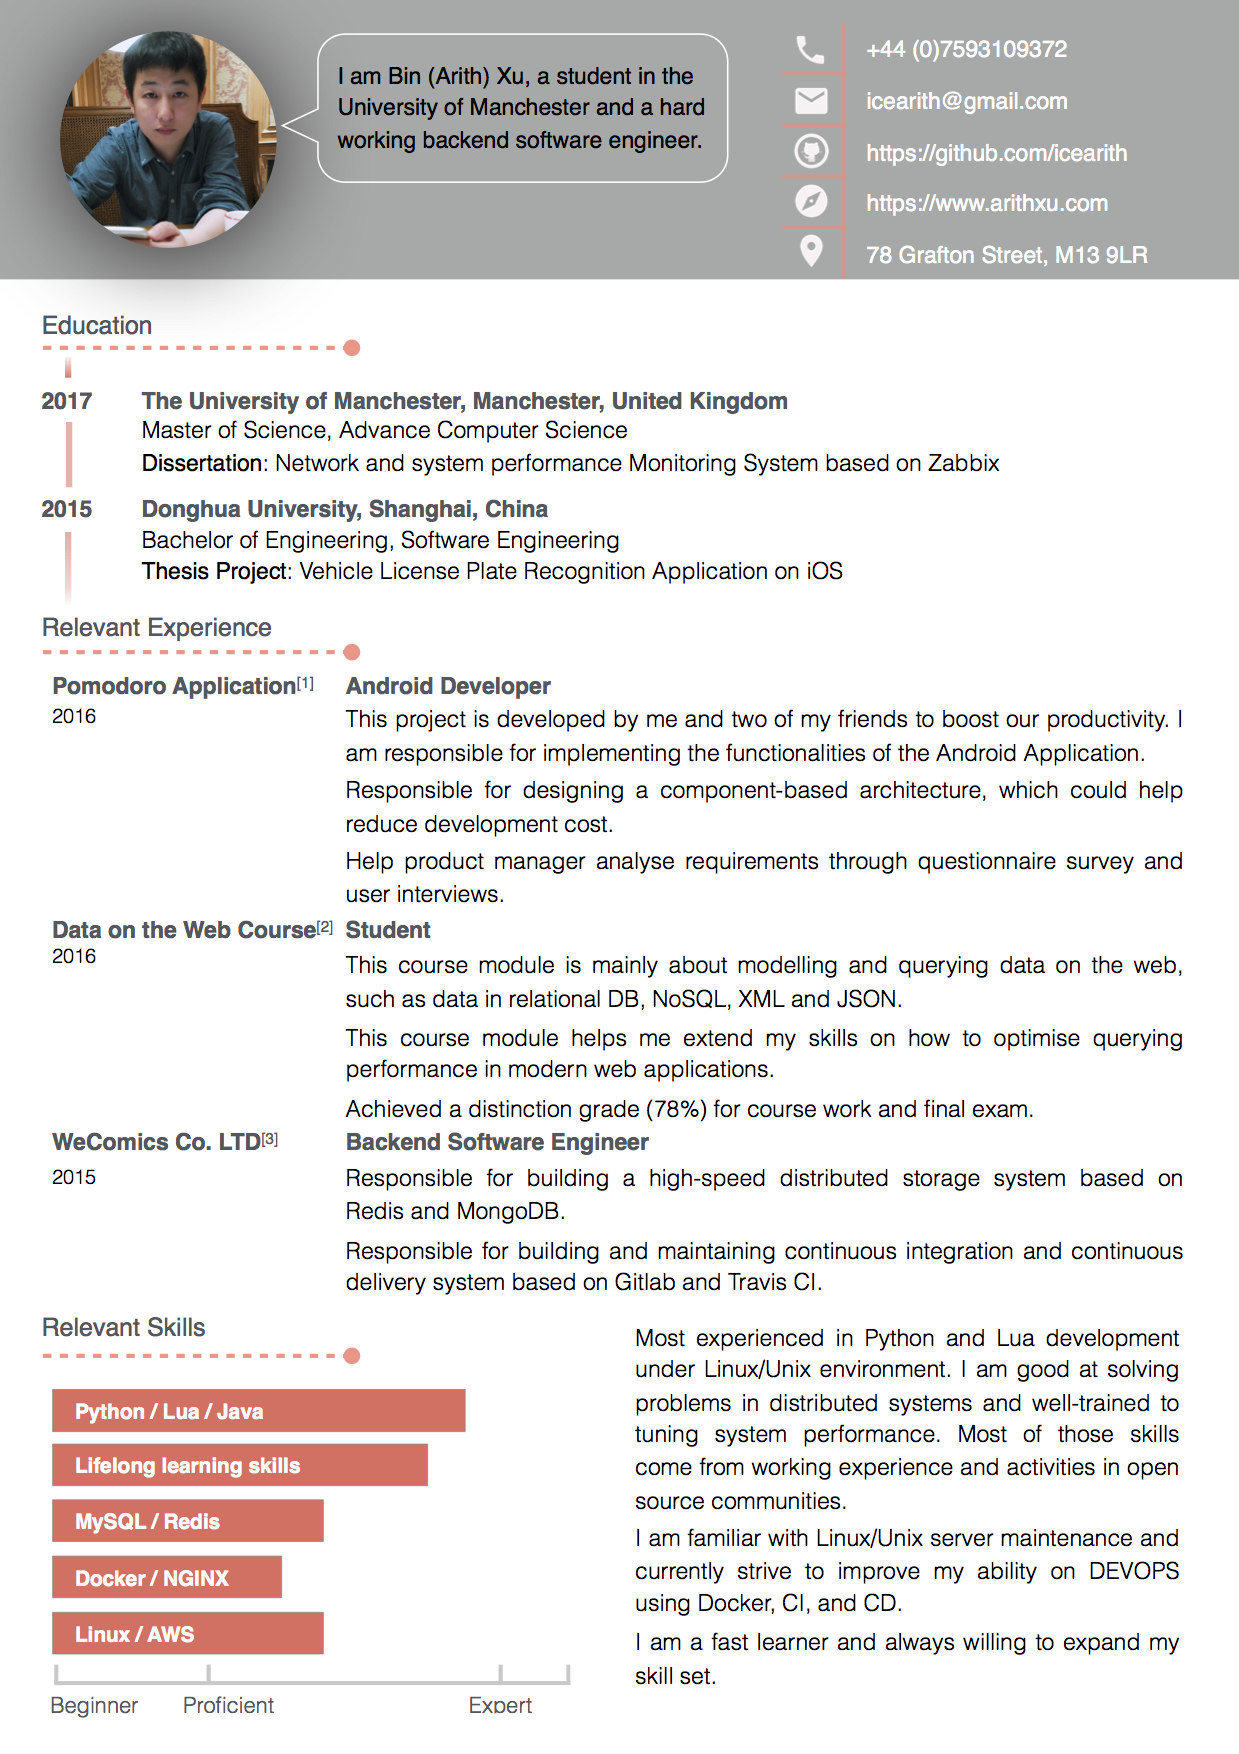 I am Bin (Arith) Xu, a student in the
University of Manchester and a hard
working backend software engineer.
+44 (0)7593109372
icearith@gmail.com
https://github.com/icearith
https://www.arithxu.com
78 Grafton Street, M13 9LR
Education
2017
The University of Manchester, Manchester, United Kingdom
Master of Science, Advance Computer Science
Dissertation: Network and system performance Monitoring System based on Zabbix
2015
Donghua University, Shanghai, China
Bachelor of Engineering, Software Engineering
Thesis Project: Vehicle License Plate Recognition Application on iOS
Relevant Experience
Pomodoro Application[1]
2016
Android Developer
This project is developed by me and two of my friends to boost our productivity. I
am responsible for implementing the functionalities of the Android Application.
Responsible for designing a component-based architecture, which could help
reduce development cost.
Help product manager analyse requirements through questionnaire survey and
user interviews.
Data on the Web Course[2]
2016
Student
This course module is mainly about modelling and querying data on the web,
such as data in relational DB, NoSQL, XML and JSON.
This course module helps me extend my skills on how to optimise querying
performance in modern web applications.
Achieved a distinction grade (78%) for course work and final exam.
WeComics Co. LTD[3]
2015
Backend Software Engineer
Responsible for building a high-speed distributed storage system based on
Redis and MongoDB.
Responsible for building and maintaining continuous integration and continuous
delivery system based on Gitlab and Travis CI.
Relevant Skills
Python / Lua / Java
Lifelong learning skills
MySQL / Redis
Docker / NGINX
Linux / AWS
Beginner
Proficient
Expert
Most experienced in Python and Lua development
under Linux/Unix environment. I am good at solving
problems in distributed systems and well-trained to
tuning system performance. Most of those skills
come from working experience and activities in open
source communities.
I am familiar with Linux/Unix server maintenance and
currently strive to improve my ability on DEVOPS
using Docker, CI, and CD.
I am a fast learner and always willing to expand my
skill set.